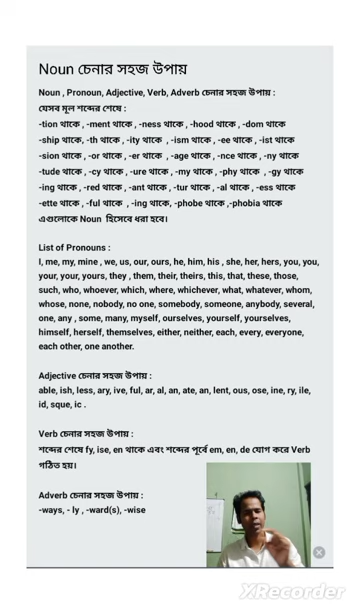 Noun চেনার সহজ উপায়
Noun , Pronoun, Adjective, Verb, Adverb চেনার সহজ উপায় :
যেসব মূল শব্দের শেষে :
-tion থাকে , -ment থাকে , -ness থাকে , -hood থাকে , -dom থাকে
-ship থাকে, -th থাকে , -ity থাকে , -ism থাকে , -ee থাকে , -ist থাকে
-sion থাকে , -or থাকে , -er থাকে , -age থাকে , -nce থাকে , -ny থাকে
-tude থাকে , -cy থাকে , -ure থাকে , -my থাকে , -phy থাকে , -gy থাকে
-ing থাকে , -red থাকে , -ant থাকে , -tur থাকে , -al থাকে , -ess থাকে
-ette থাকে , -ful থাকে , -ing থাকে, -phobe থাকে ,-phobia থাকে
এগুলোকে Noun হিসেবে ধরা হবে।
List of Pronouns :
I, me, my, mine , we, us, our, ours, he, him, his , she, her, hers, you, you,
your, your, yours, they , them, their, theirs, this, that, these, those,
such, who, whoever, which, where, whichever, what, whatever, whom,
whose, none, nobody, no one, somebody, someone, anybody, several,
one, any , some, many, myself, ourselves, yourself, yourselves,
himself, herself, themselves, either, neither, each, every, everyone,
each other, one another.
Adjective চেনার সহজ উপায় :
able, ish, less, ary, ive, ful, ar, al, an, ate, an, lent, ous, ose, ine, ry, ile,
id, sque, ic .
Verb চেনার সহজ উপায় :
শব্দের শেষে fy, ise, en থাকে এবং শব্দের পূর্বে em, en, de যোগ করে Verb
গঠিত হয়।
Adverb চেনার সহজ উপায় :
-ways, - ly , -ward(s), -wise
XRecorder